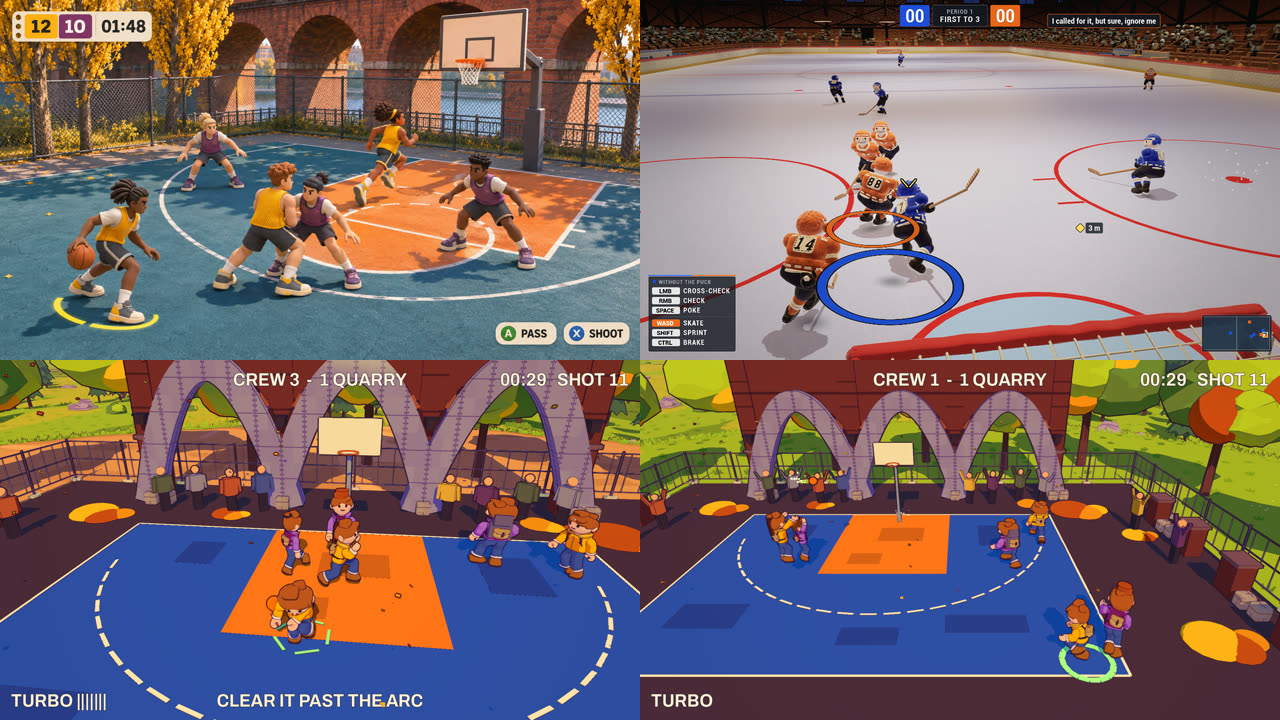 12 10 01:48
A PASS X SHOOT
00 PERIOD 1 FIRST TO 3 00
I called for it, but sure, ignore me
88
14
3 m
WITHOUT THE PUCK
LMB CROSS-CHECK
RMB CHECK
SPACE POKE
WASD SKATE
SHIFT SPRINT
CTRL BRAKE
CREW 3 - 1 QUARRY 00:29 SHOT 11
TURBO
CLEAR IT PAST THE ARC
CREW 1 - 1 QUARRY 00:29 SHOT 11
TURBO